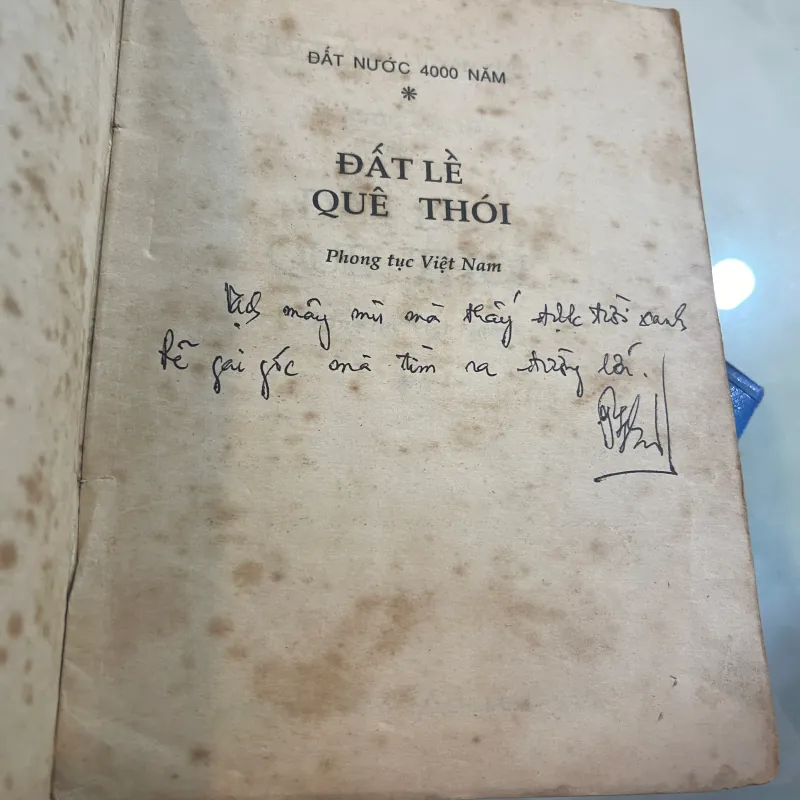 ĐẤT NƯỚC 4000 NĂM
*
ĐẤT LỀ
QUÊ THÓI
Phong tục Việt Nam
Vạch mây mù mà thấy được trời xanh
Rẽ gai góc mà tìm ra đường lối.